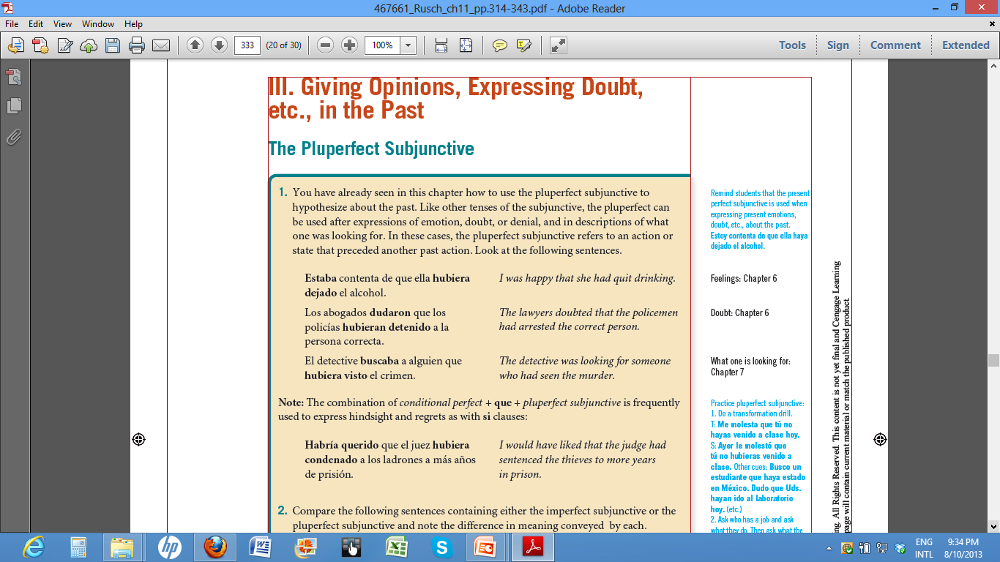 467661_Rusch_ch11_pp.314-343.pdf - Adobe Reader
File Edit View Window Help
333 (20 of 30) 100% Tools Sign Comment Extended
III. Giving Opinions, Expressing Doubt,
etc., in the Past
The Pluperfect Subjunctive
1. You have already seen in this chapter how to use the pluperfect subjunctive to
hypothesize about the past. Like other tenses of the subjunctive, the pluperfect can
be used after expressions of emotion, doubt, or denial, and in descriptions of what
one was looking for. In these cases, the pluperfect subjunctive refers to an action or
state that preceded another past action. Look at the following sentences.
Estaba contenta de que ella hubiera
dejado el alcohol.
I was happy that she had quit drinking.
Los abogados dudaron que los
policías hubieran detenido a la
persona correcta.
The lawyers doubted that the policemen
had arrested the correct person.
El detective buscaba a alguien que
hubiera visto el crimen.
The detective was looking for someone
who had seen the murder.
Note: The combination of conditional perfect + que + pluperfect subjunctive is frequently
used to express hindsight and regrets as with si clauses:
Habría querido que el juez hubiera
condenado a los ladrones a más años
de prisión.
I would have liked that the judge had
sentenced the thieves to more years
in prison.
2. Compare the following sentences containing either the imperfect subjunctive or the
pluperfect subjunctive and note the difference in meaning conveyed by each.
Remind students that the present
perfect subjunctive is used when
expressing present emotions,
doubt, etc., about the past.
Estoy contenta de que ella haya
dejado el alcohol.
Feelings: Chapter 6
Doubt: Chapter 6
What one is looking for:
Chapter 7
Practice pluperfect subjunctive:
1. Do a transformation drill.
T: Me molesta que tú no
hayas venido a clase hoy.
S: Ayer le molestó que
tú no hubieras venido a
clase. Other cues: Busco un
estudiante que haya estado
en México. Dudo que Uds.
hayan ido al laboratorio
hoy. (etc.)
2. Ask who has a job and ask
what they do. Then ask what the
ng. All Rights Reserved. This content is not yet final and Cengage Learning
page will contain current material or match the published product.
hp
ENG
INTL
9:34 PM
8/10/2013